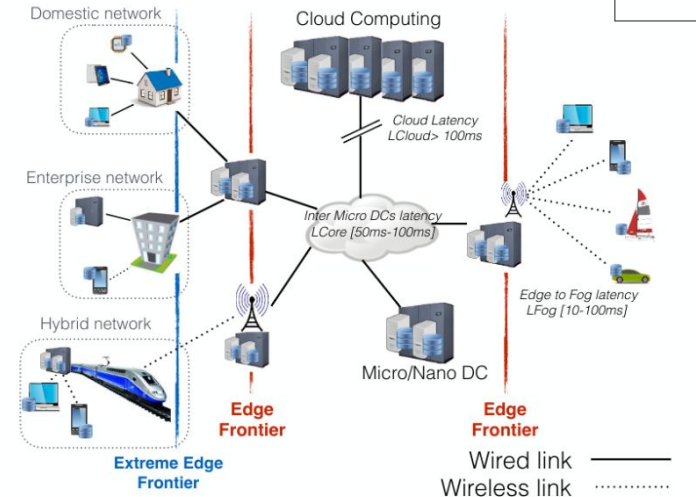 Domestic network
Cloud Computing
Cloud Latency
LCloud> 100ms
Enterprise network
Inter Micro DCs latency
LCore [50ms-100ms]
Edge to Fog latency
LFog [10-100ms]
Hybrid network
Micro/Nano DC
Edge
Frontier
Edge
Frontier
Extreme Edge
Frontier
Wired link
Wireless link